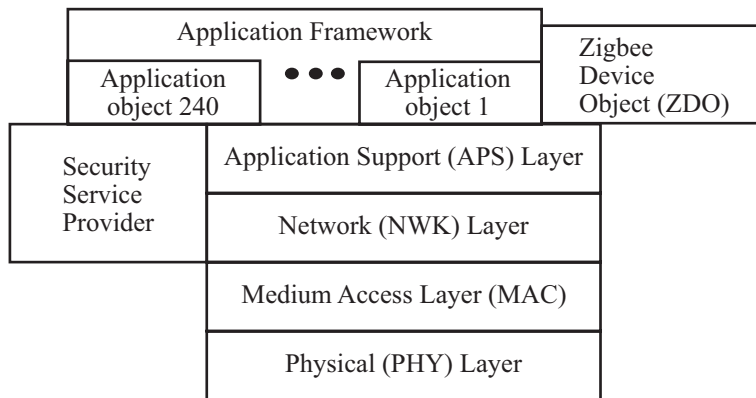 Application Framework
Application
object 240
Application
object 1
Zigbee
Device
Object (ZDO)
Security
Service
Provider
Application Support (APS) Layer
Network (NWK) Layer
Medium Access Layer (MAC)
Physical (PHY) Layer